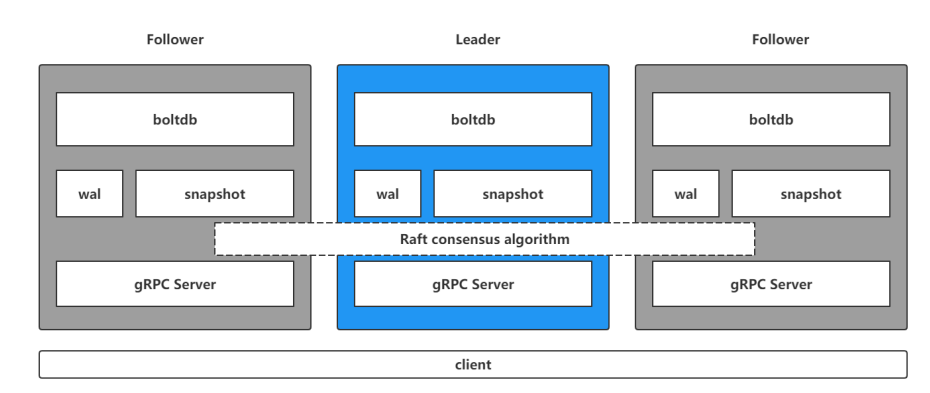 Follower
Leader
Follower
boltdb
boltdb
boltdb
wal
snapshot
wal
snapshot
wal
snapshot
Raft consensus algorithm
gRPC Server
gRPC Server
gRPC Server
client